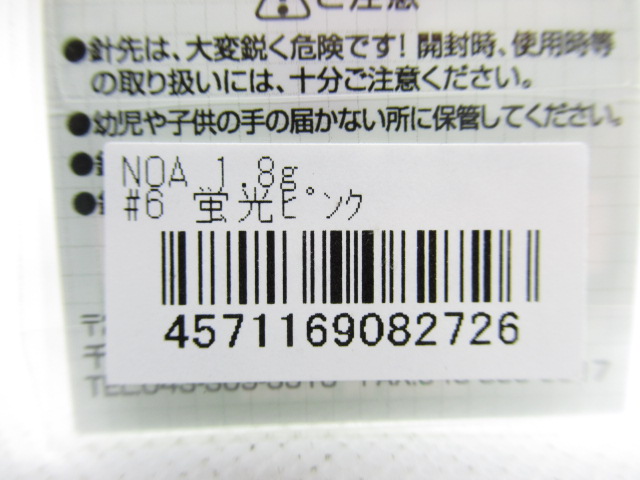 ご注意
●針先は、大変鋭く危険です！開封時、使用時等
の取り扱いには、十分ご注意ください。
●幼児や子供の手の届かない所に保管してください。
NOA 1.8g
#6 蛍光ﾋﾟﾝｸ
4571169082726